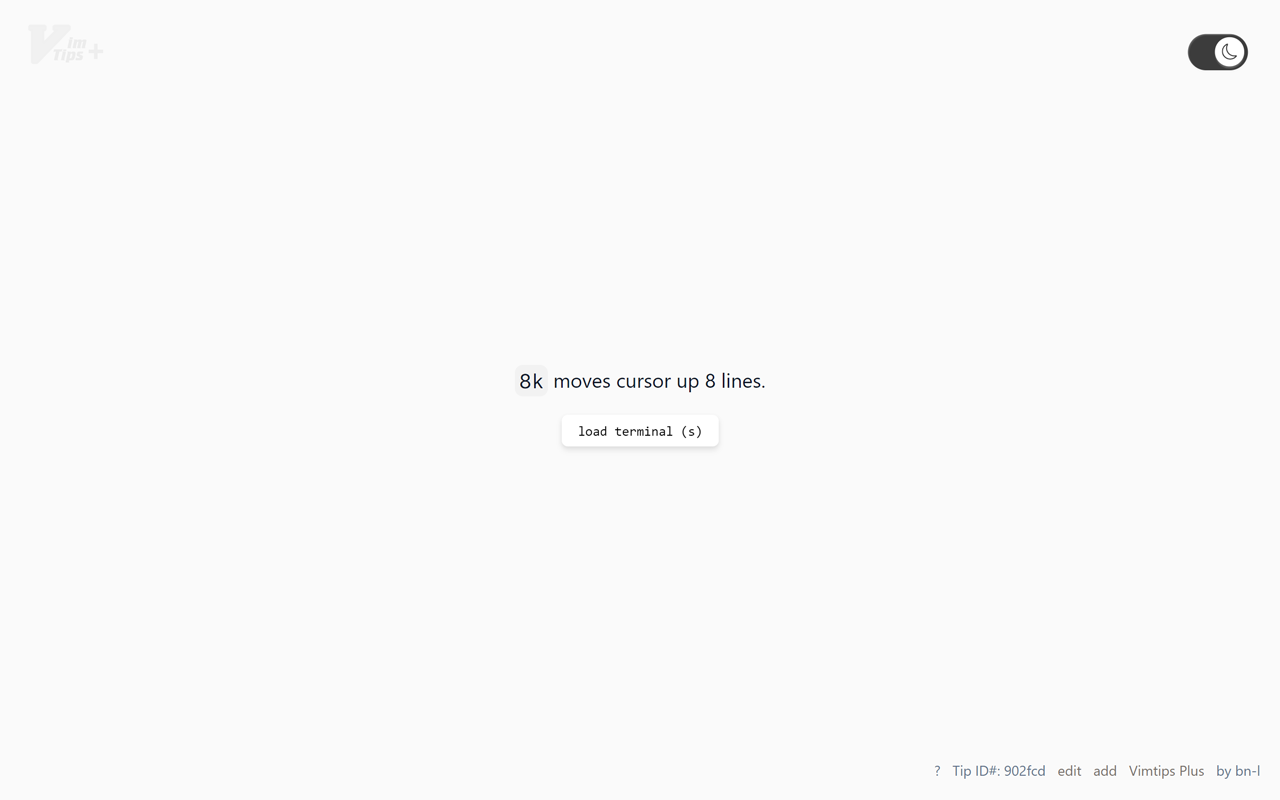 Vim
Tips +
8k moves cursor up 8 lines.
load terminal (s)
? Tip ID#: 902fcd edit add Vimtips Plus by bn-l